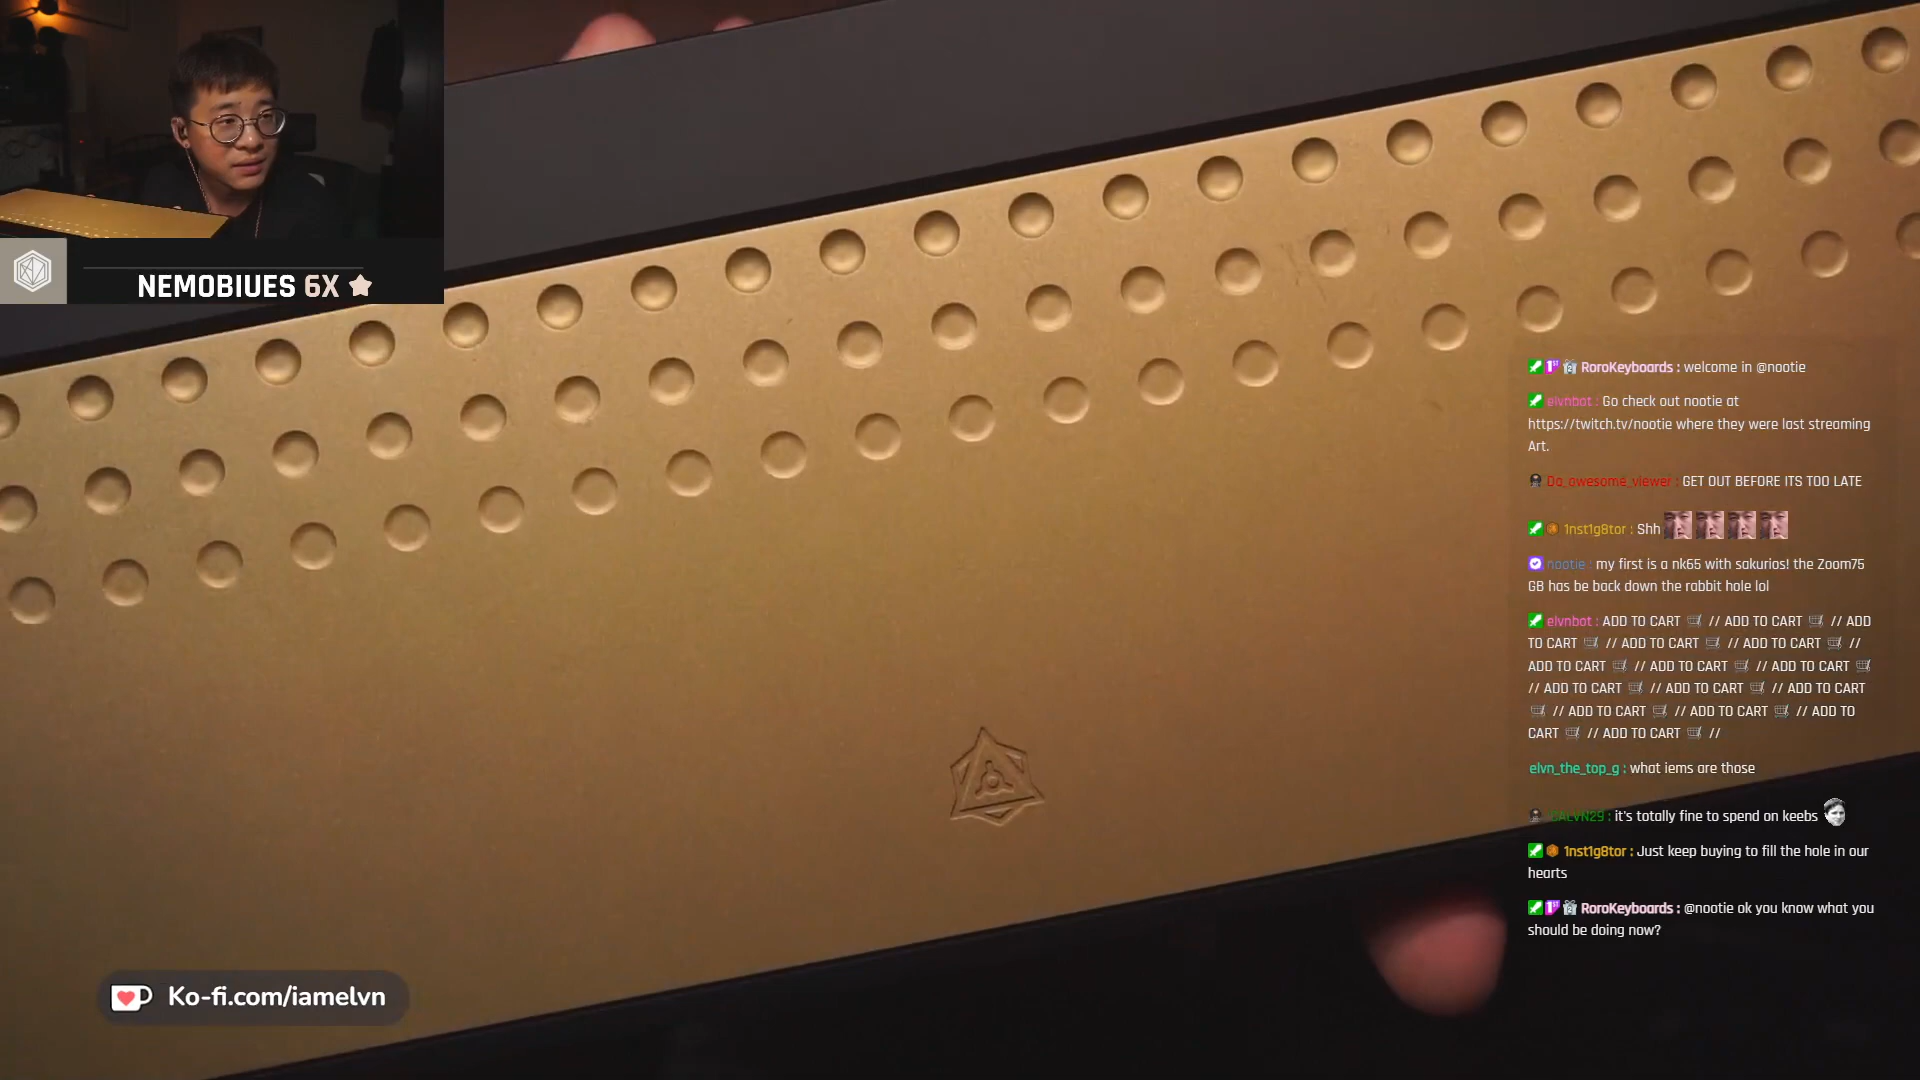 NEMOBIUES 6X
RoroKeyboards : welcome in @nootie
elvnbot : Go check out nootie at
https://twitch.tv/nootie where they were last streaming
Art.
Da_awesome_viewer : GET OUT BEFORE ITS TOO LATE
1nst1g8tor : Shh
nootie : my first is a nk65 with sakurios! the Zoom75
GB has be back down the rabbit hole lol
elvnbot : ADD TO CART // ADD TO CART // ADD
TO CART // ADD TO CART // ADD TO CART //
ADD TO CART // ADD TO CART // ADD TO CART
// ADD TO CART // ADD TO CART // ADD TO CART
// ADD TO CART // ADD TO CART // ADD TO
CART // ADD TO CART //
elvn_the_top_g : what iems are those
CALVN29 : it's totally fine to spend on keebs
1nst1g8tor : Just keep buying to fill the hole in our
hearts
RoroKeyboards : @nootie ok you know what you
should be doing now?
Ko-fi.com/iamelvn